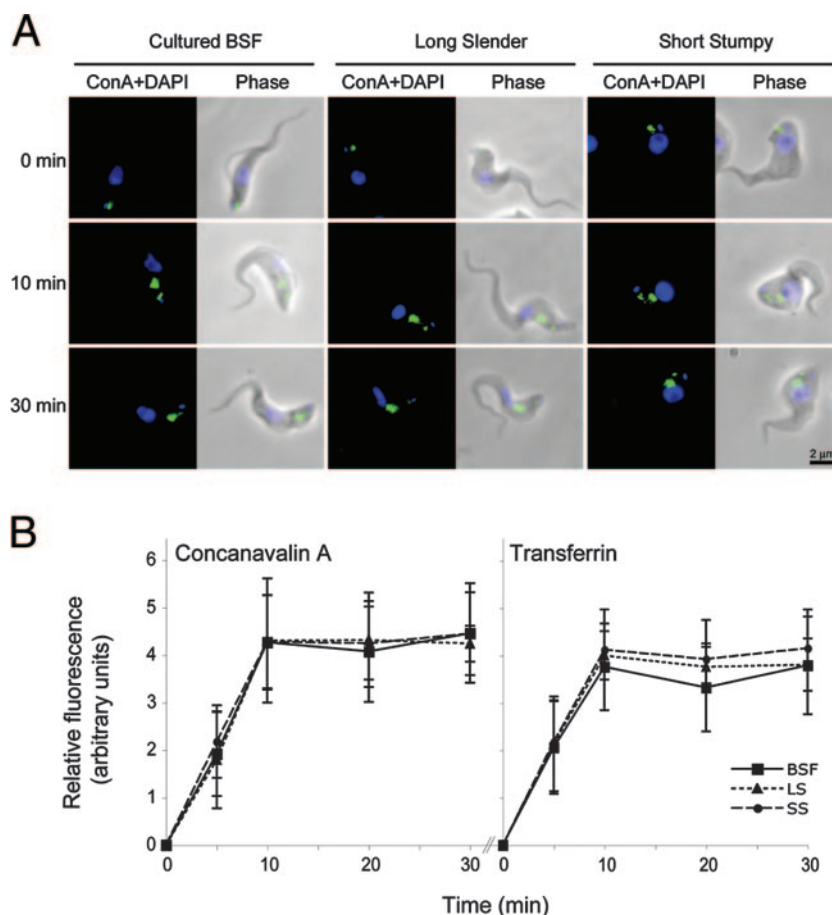 A
Cultured BSF Long Slender Short Stumpy
ConA+DAPI Phase ConA+DAPI Phase ConA+DAPI Phase
0 min
10 min
30 min
2 μm
B
Concanavalin A Transferrin
Relative fluorescence
(arbitrary units)
6
5
4
3
2
1
0
BSF
LS
SS
0 10 20 30 0 10 20 30
Time (min)